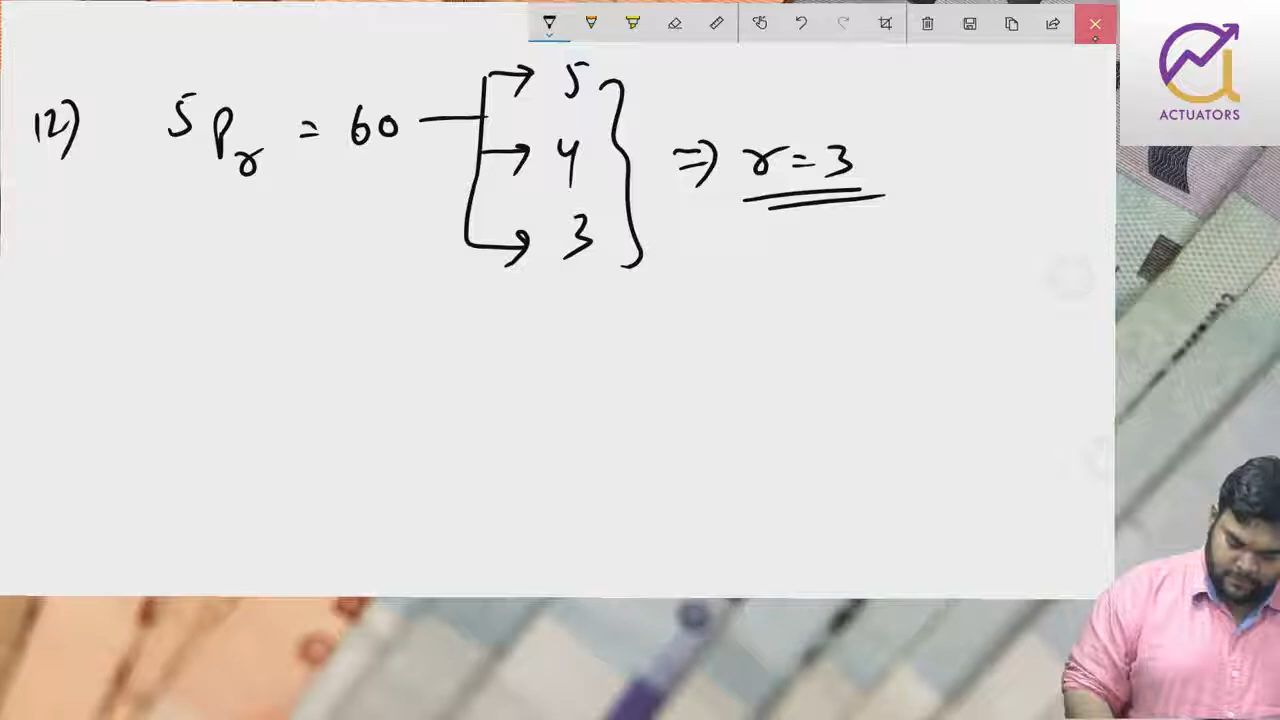 12) 5Pr = 60 → 5
→ 4
→ 3
⇒ r = 3
ACTUATORS